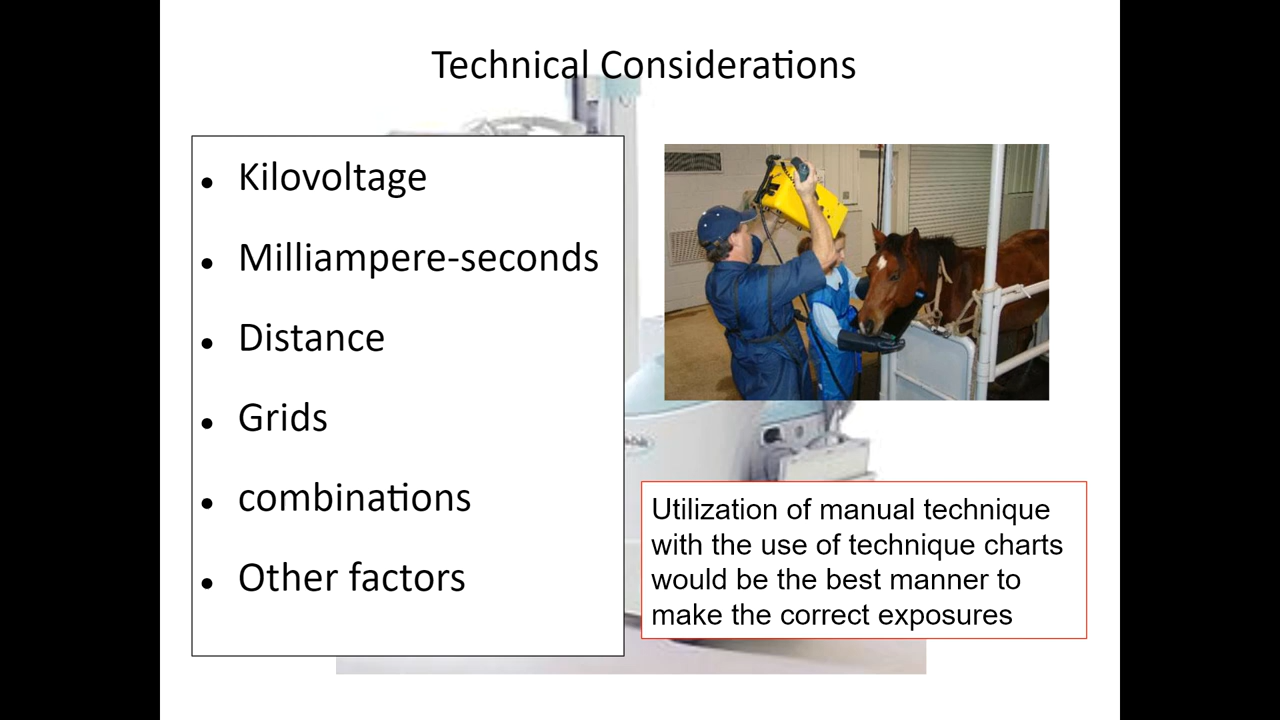 Technical Considerations
Kilovoltage
Milliampere-seconds
Distance
Grids
combinations
Other factors
Utilization of manual technique
with the use of technique charts
would be the best manner to
make the correct exposures